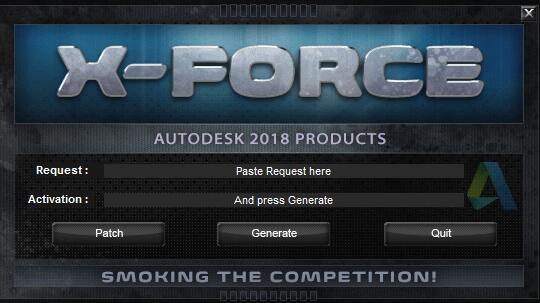 X-FORCE
AUTODESK 2018 PRODUCTS
Request : Paste Request here
Activation : And press Generate
Patch Generate Quit
SMOKING THE COMPETITION!